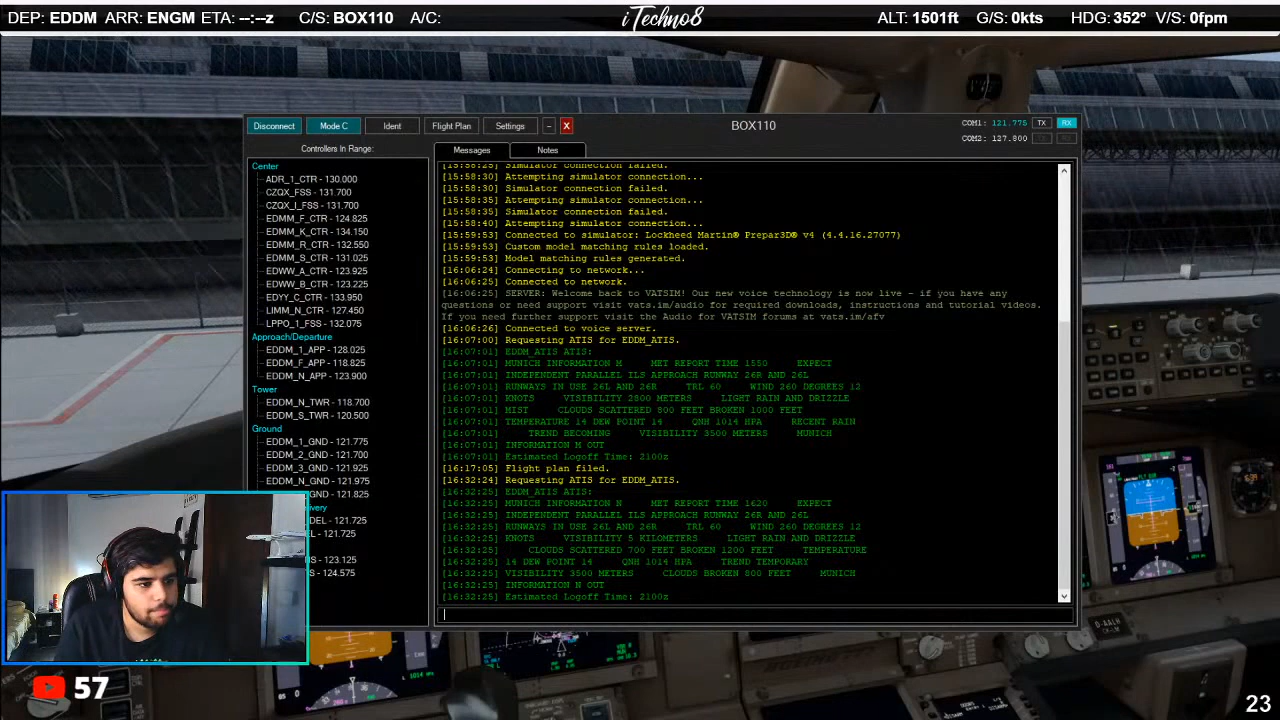 DEP: EDDM ARR: ENGM ETA: --:--z C/S: BOX110 A/C: iTechno8 ALT: 1501ft G/S: 0kts HDG: 352° V/S: 0fpm
Disconnect Mode C Ident Flight Plan Settings – X BOX110 COM1: 121.775 TX RX
COM2: 127.800 TX RX
Controllers In Range: Messages Notes
Center
ADR_1_CTR - 130.000
CZQX_FSS - 131.700
CZQX_I_FSS - 131.700
EDMM_F_CTR - 124.825
EDMM_K_CTR - 134.150
EDMM_R_CTR - 132.550
EDMM_S_CTR - 131.025
EDWW_A_CTR - 123.925
EDWW_B_CTR - 123.225
EDYY_C_CTR - 133.950
LIMM_N_CTR - 127.450
LPPO_1_FSS - 132.075
Approach/Departure
EDDM_1_APP - 128.025
EDDM_F_APP - 118.825
EDDM_N_APP - 123.900
Tower
EDDM_N_TWR - 118.700
EDDM_S_TWR - 120.500
Ground
EDDM_1_GND - 121.775
EDDM_2_GND - 121.700
EDDM_3_GND - 121.925
EDDM_N_GND - 121.975
GND - 121.825
ivery
DEL - 121.725
L - 121.725
S - 123.125
S - 124.575
[15:58:25] Simulator connection failed.
[15:58:30] Attempting simulator connection...
[15:58:30] Simulator connection failed.
[15:58:35] Attempting simulator connection...
[15:58:35] Simulator connection failed.
[15:58:40] Attempting simulator connection...
[15:59:53] Connected to simulator: Lockheed Martin® Prepar3D® v4 (4.4.16.27077)
[15:59:53] Custom model matching rules loaded.
[15:59:53] Model matching rules generated.
[16:06:24] Connecting to network...
[16:06:25] Connected to network.
[16:06:25] SERVER: Welcome back to VATSIM! Our new voice technology is now live - if you have any
questions or need support visit vats.im/audio for required downloads, instructions and tutorial videos.
If you need further support visit the Audio for VATSIM forums at vats.im/afv
[16:06:26] Connected to voice server.
[16:07:00] Requesting ATIS for EDDM_ATIS.
[16:07:01] EDDM_ATIS ATIS:
[16:07:01] MUNICH INFORMATION M MET REPORT TIME 1550 EXPECT
[16:07:01] INDEPENDENT PARALLEL ILS APPROACH RUNWAY 26R AND 26L
[16:07:01] RUNWAYS IN USE 26L AND 26R TRL 60 WIND 260 DEGREES 12
[16:07:01] KNOTS VISIBILITY 2800 METERS LIGHT RAIN AND DRIZZLE
[16:07:01] MIST CLOUDS SCATTERED 800 FEET BROKEN 1000 FEET
[16:07:01] TEMPERATURE 14 DEW POINT 14 QNH 1014 HPA RECENT RAIN
[16:07:01] TREND BECOMING VISIBILITY 3500 METERS MUNICH
[16:07:01] INFORMATION M OUT
[16:07:01] Estimated Logoff Time: 2100z
[16:17:05] Flight plan filed.
[16:32:24] Requesting ATIS for EDDM_ATIS.
[16:32:25] EDDM_ATIS ATIS:
[16:32:25] MUNICH INFORMATION N MET REPORT TIME 1620 EXPECT
[16:32:25] INDEPENDENT PARALLEL ILS APPROACH RUNWAY 26R AND 26L
[16:32:25] RUNWAYS IN USE 26L AND 26R TRL 60 WIND 260 DEGREES 12
[16:32:25] KNOTS VISIBILITY 5 KILOMETERS LIGHT RAIN AND DRIZZLE
[16:32:25] CLOUDS SCATTERED 700 FEET BROKEN 1200 FEET TEMPERATURE
[16:32:25] 14 DEW POINT 14 QNH 1014 HPA TREND TEMPORARY
[16:32:25] VISIBILITY 3500 METERS CLOUDS BROKEN 800 FEET MUNICH
[16:32:25] INFORMATION N OUT
[16:32:25] Estimated Logoff Time: 2100z
D-AALH
57
23